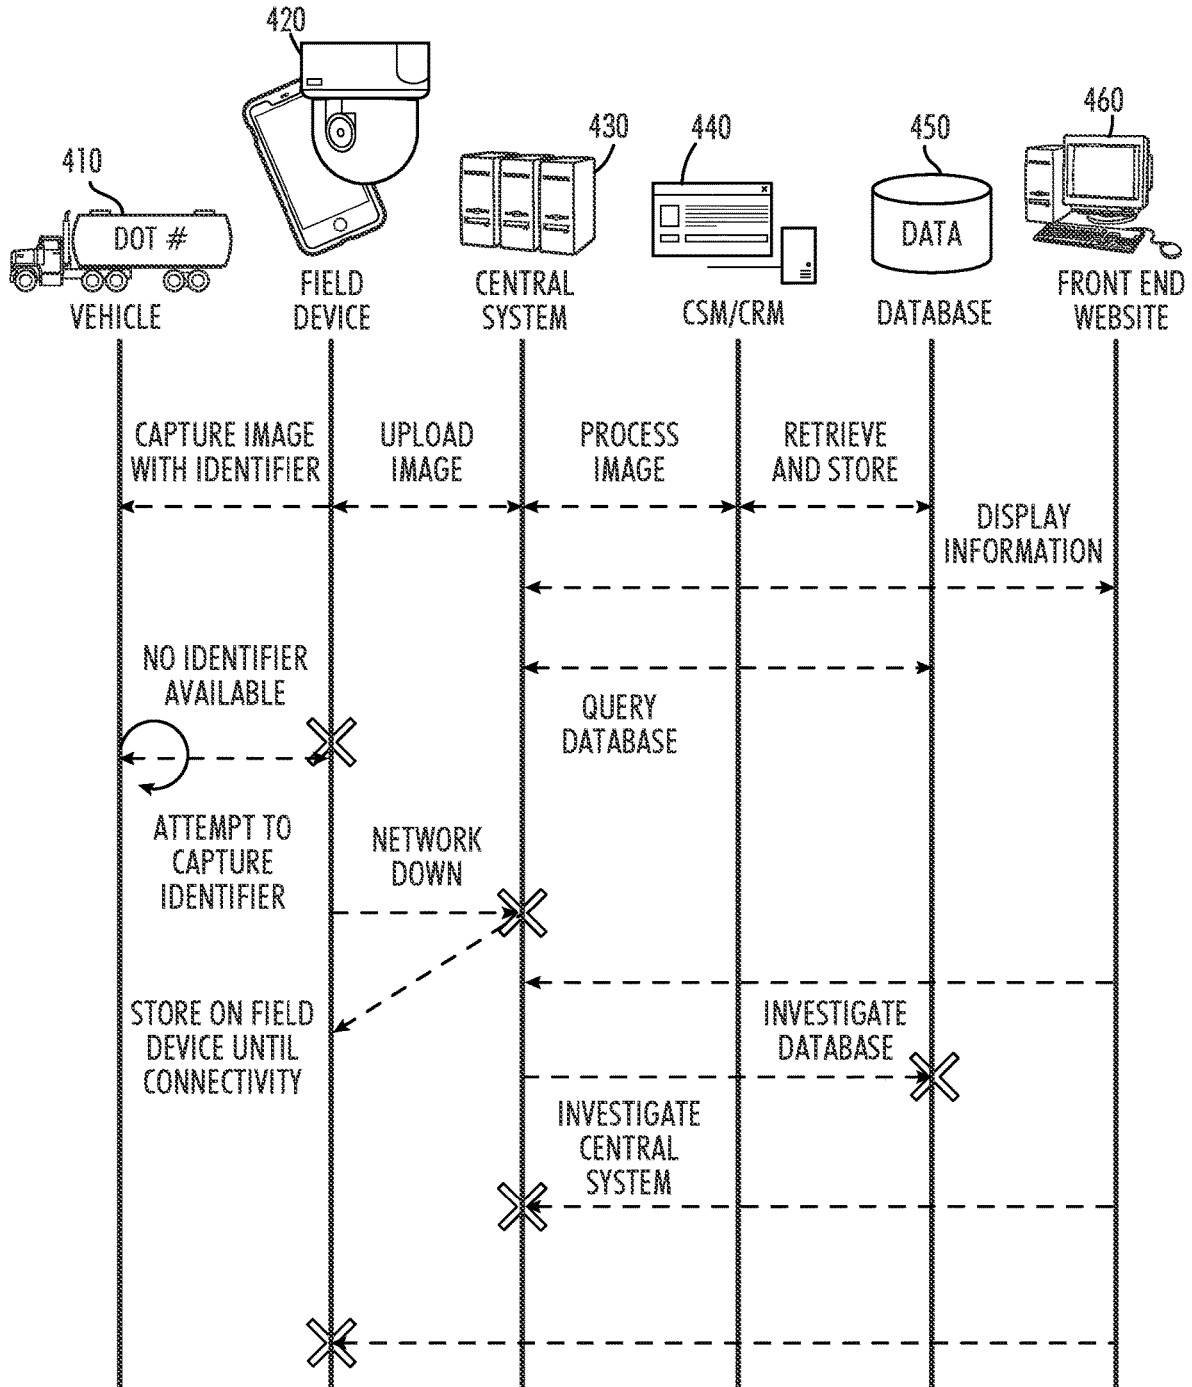 420
410
430
440
450
460
DOT #
DATA
VEHICLE
FIELD
DEVICE
CENTRAL
SYSTEM
CSM/CRM
DATABASE
FRONT END
WEBSITE
CAPTURE IMAGE
WITH IDENTIFIER
UPLOAD
IMAGE
PROCESS
IMAGE
RETRIEVE
AND STORE
DISPLAY
INFORMATION
NO IDENTIFIER
AVAILABLE
QUERY
DATABASE
ATTEMPT TO
CAPTURE
IDENTIFIER
NETWORK
DOWN
STORE ON FIELD
DEVICE UNTIL
CONNECTIVITY
INVESTIGATE
DATABASE
INVESTIGATE
CENTRAL
SYSTEM